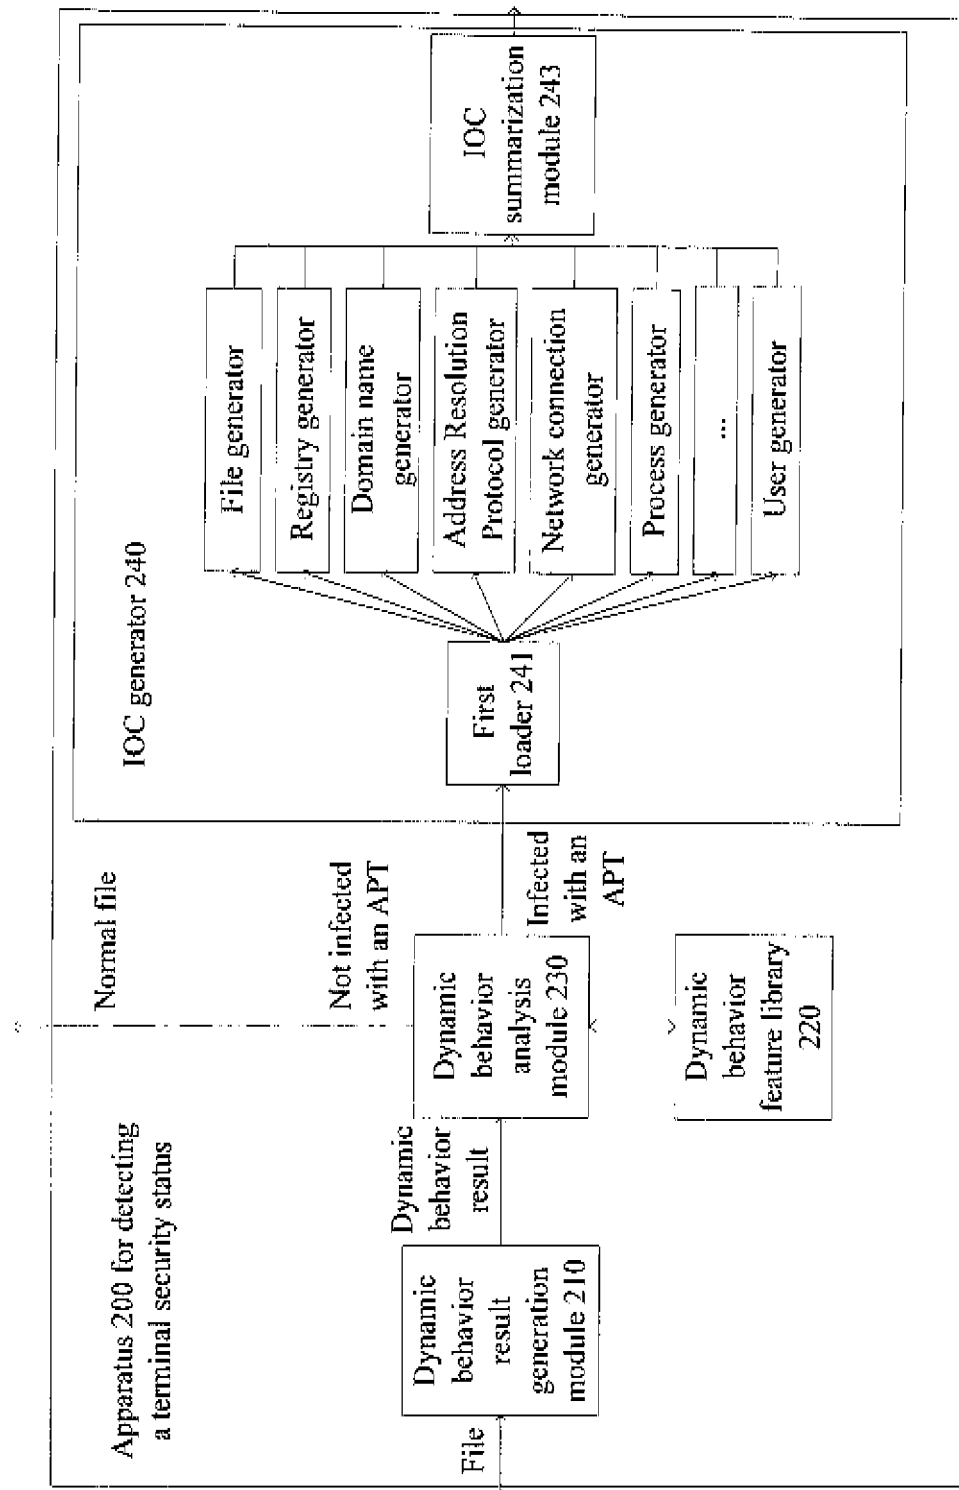 Apparatus 200 for detecting
a terminal security status
File
Dynamic
behavior
result
generation
module 210
Dynamic
behavior
result
Dynamic
behavior
analysis
module 230
Dynamic
behavior
feature library
220
Normal file
Not infected
with an APT
Infected
with an
APT
IOC generator 240
First
loader 241
File generator
Registry generator
Domain name
generator
Address Resolution
Protocol generator
Network connection
generator
Process generator
...
User generator
IOC
summarization
module 243